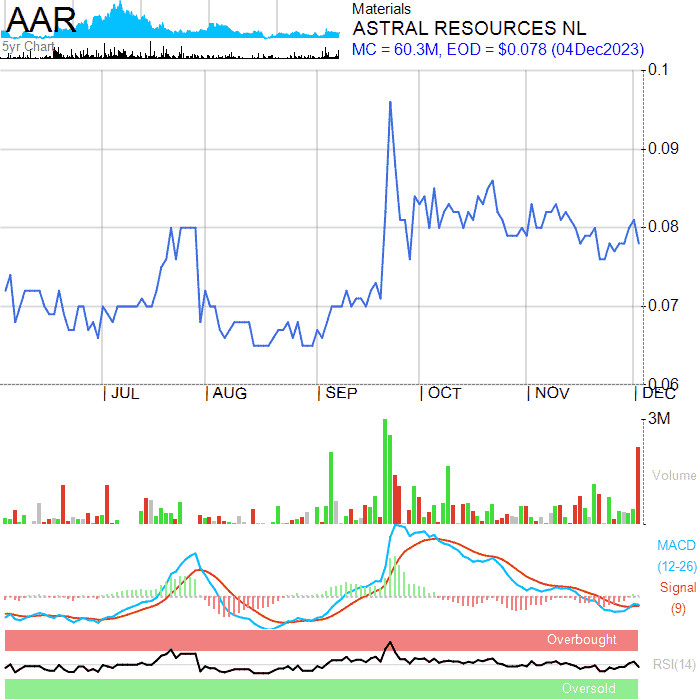 AAR
5yr Chart
Materials
ASTRAL RESOURCES NL
MC = 60.3M, EOD = $0.078 (04Dec2023)
0.1
0.09
0.08
0.07
0.06
| JUL | AUG | SEP | OCT | NOV | DEC
3M
Volume
MACD
(12-26)
Signal
(9)
Overbought
RSI(14)
Oversold